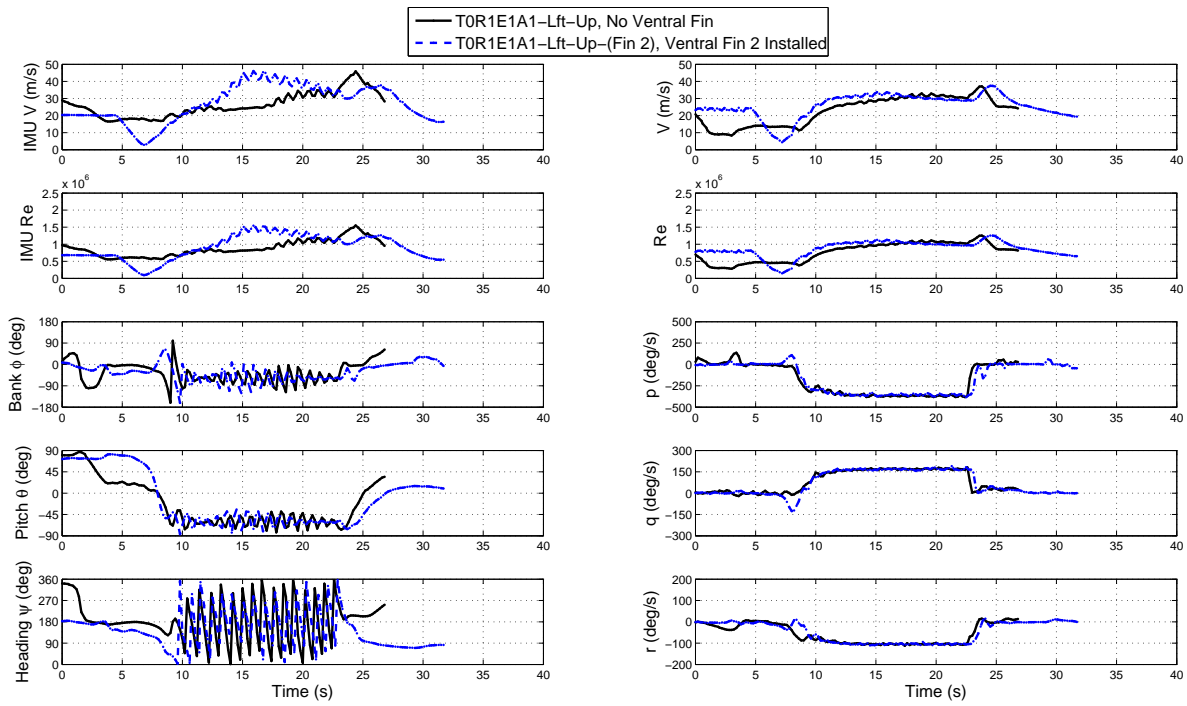 T0R1E1A1−Lft−Up, No Ventral Fin
T0R1E1A1−Lft−Up−(Fin 2), Ventral Fin 2 Installed
IMU V (m/s)
50
40
30
20
10
0
0 5 10 15 20 25 30 35 40
V (m/s)
50
40
30
20
10
0
0 5 10 15 20 25 30 35 40
IMU Re
x 10^6
2.5
2
1.5
1
0.5
0
0 5 10 15 20 25 30 35 40
Re
x 10^6
2.5
2
1.5
1
0.5
0
0 5 10 15 20 25 30 35 40
Bank ϕ (deg)
180
90
0
−90
−180
0 5 10 15 20 25 30 35 40
p (deg/s)
500
250
0
−250
−500
0 5 10 15 20 25 30 35 40
Pitch θ (deg)
90
45
0
−45
−90
0 5 10 15 20 25 30 35 40
q (deg/s)
300
150
0
−150
−300
0 5 10 15 20 25 30 35 40
Heading ψ (deg)
360
270
180
90
0
0 5 10 15 20 25 30 35 40
Time (s)
r (deg/s)
200
100
0
−100
−200
0 5 10 15 20 25 30 35 40
Time (s)